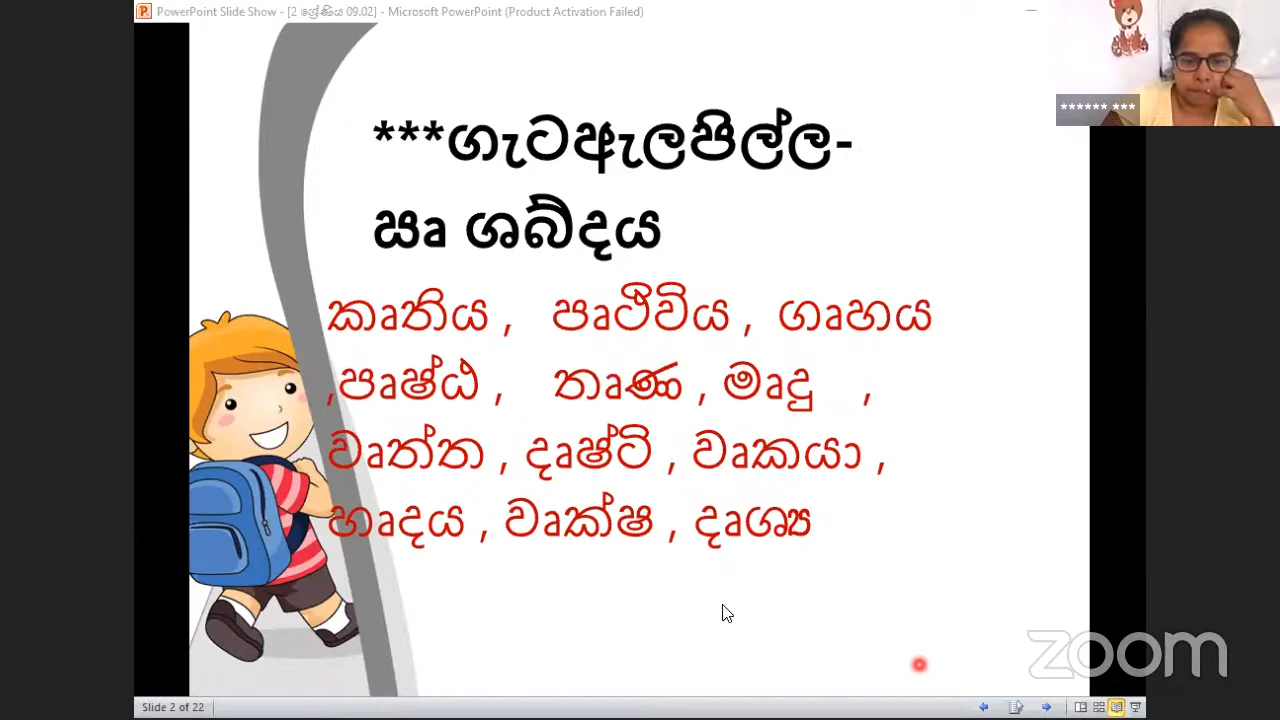 PowerPoint Slide Show - [2 ශ්‍රේණිය 09.02] - Microsoft PowerPoint (Product Activation Failed)
****** ***
***ගැටඇලපිල්ල-
සෘ ශබ්දය
කෘතිය , පෘථිවිය , ගෘහය
,පෘෂ්ඨ , තෘණ , මෘදු ,
වෘත්ත , දෘෂ්ටි , වෘකයා ,
හෘදය , වෘක්ෂ , දෘශ්‍ය
zoom
Slide 2 of 22